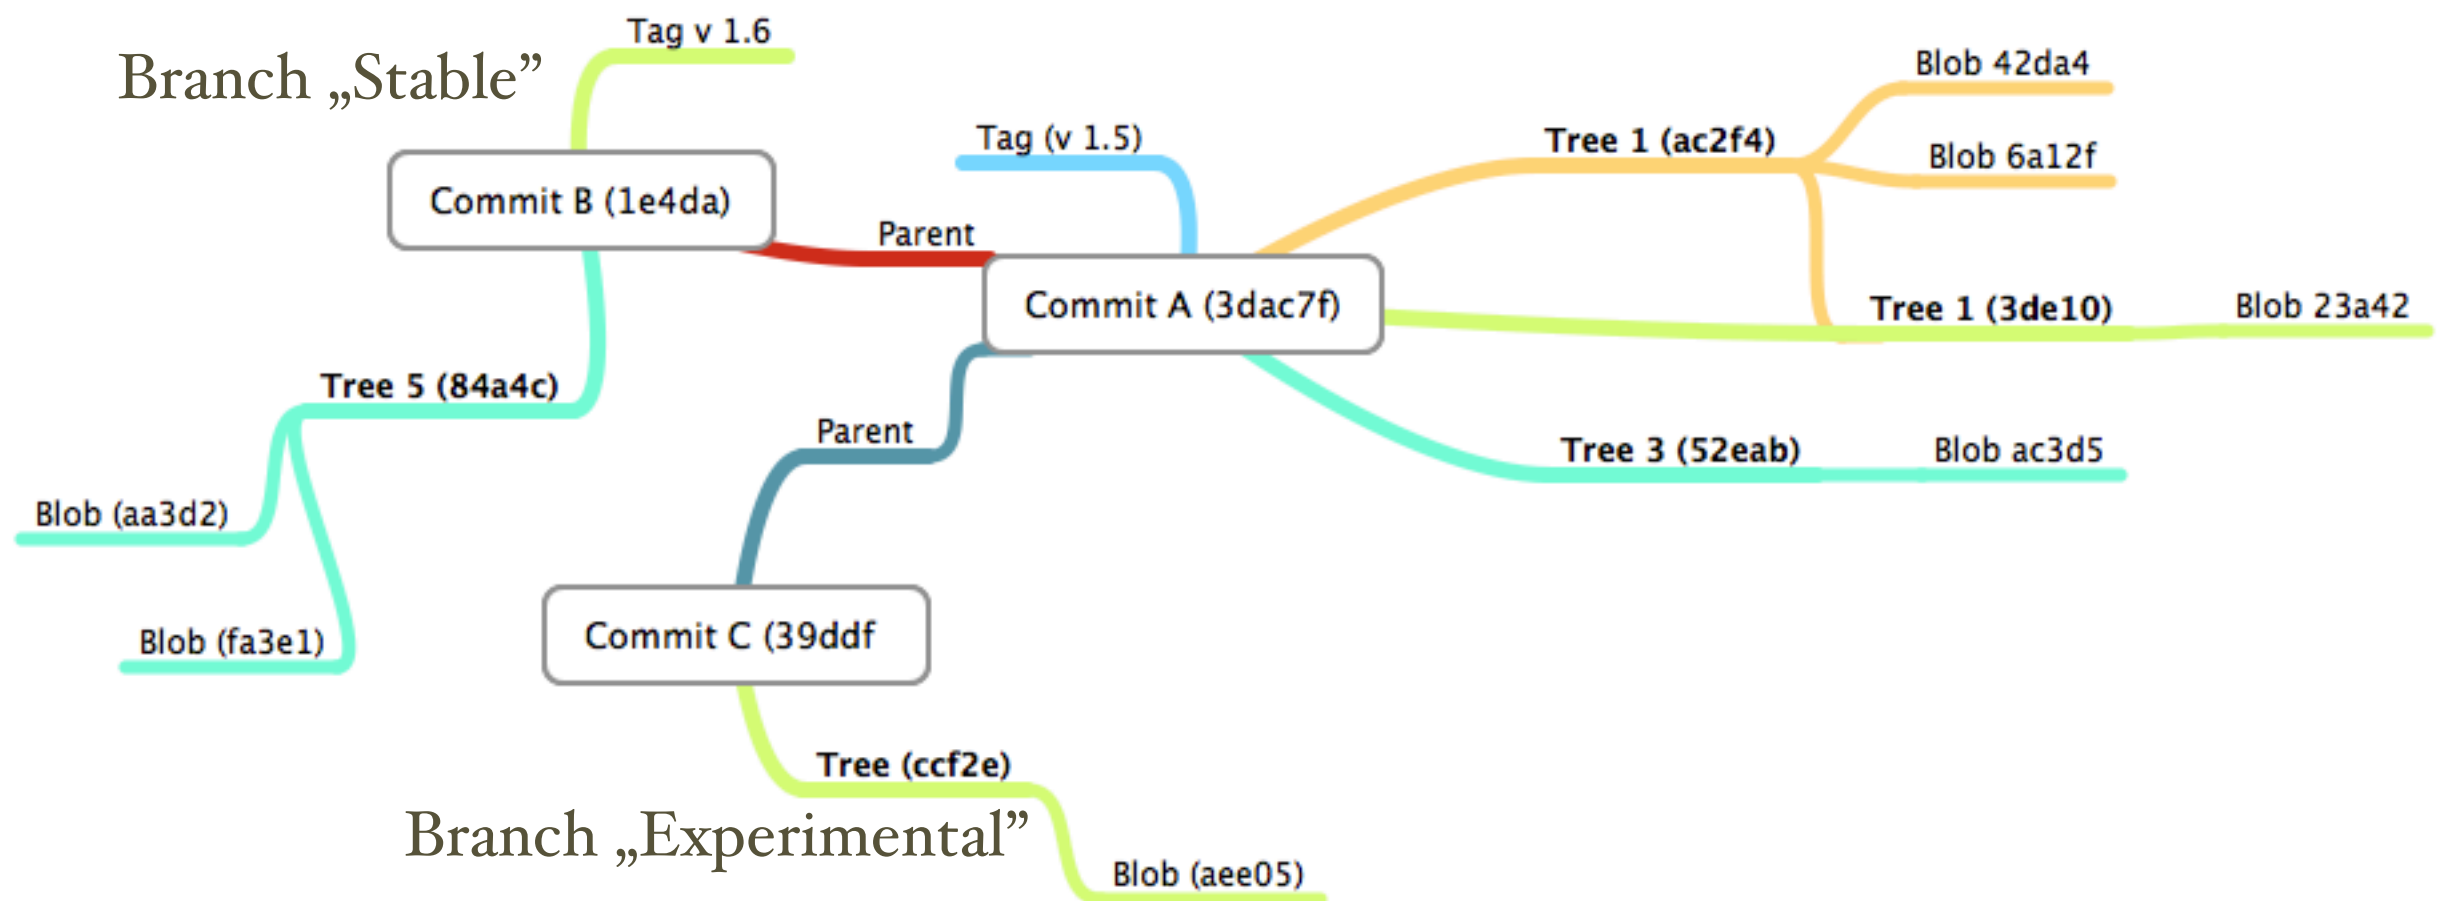 Tag v 1.6
Branch „Stable”
Blob 42da4
Tag (v 1.5)
Tree 1 (ac2f4)
Blob 6a12f
Commit B (1e4da)
Parent
Commit A (3dac7f)
Tree 1 (3de10)
Blob 23a42
Tree 5 (84a4c)
Parent
Tree 3 (52eab)
Blob ac3d5
Blob (aa3d2)
Blob (fa3e1)
Commit C (39ddf
Tree (ccf2e)
Branch „Experimental”
Blob (aee05)